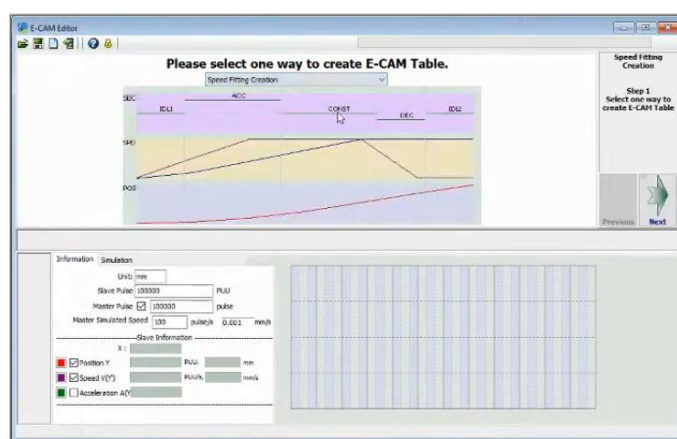 E-CAM Editor
Please select one way to create E-CAM Table.
Speed Fitting Creation
SEC
IDL1
ACC
CONST
DEC
IDL2
SPD
POS
Speed Fitting
Creation
Step 1
Select one way to
create E-CAM Table
Previous
Next
Information Simulation
Unit: mm
Slave Pulse 100000 PUU
Master Pulse 100000 pulse
Master Simulated Speed 100 pulse/s 0.001 mm/s
Slave Information
X :
Position Y PUU. mm
Speed V(Y') PUU/s. mm/s
Acceleration A(Y